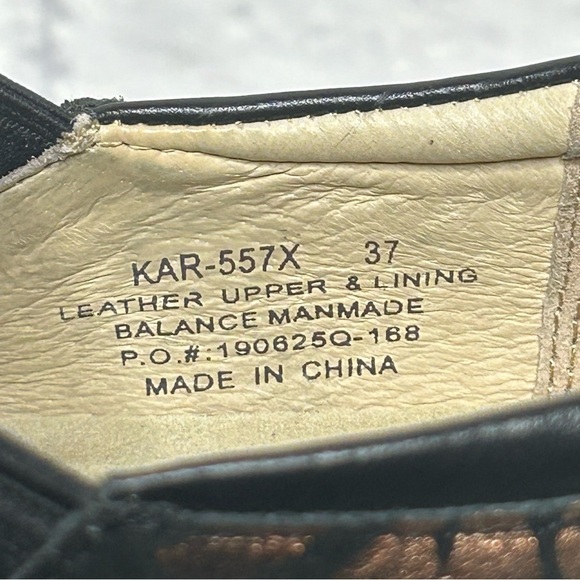 KAR-557X 37
LEATHER UPPER & LINING
BALANCE MANMADE
P.O.#:190625Q-168
MADE IN CHINA